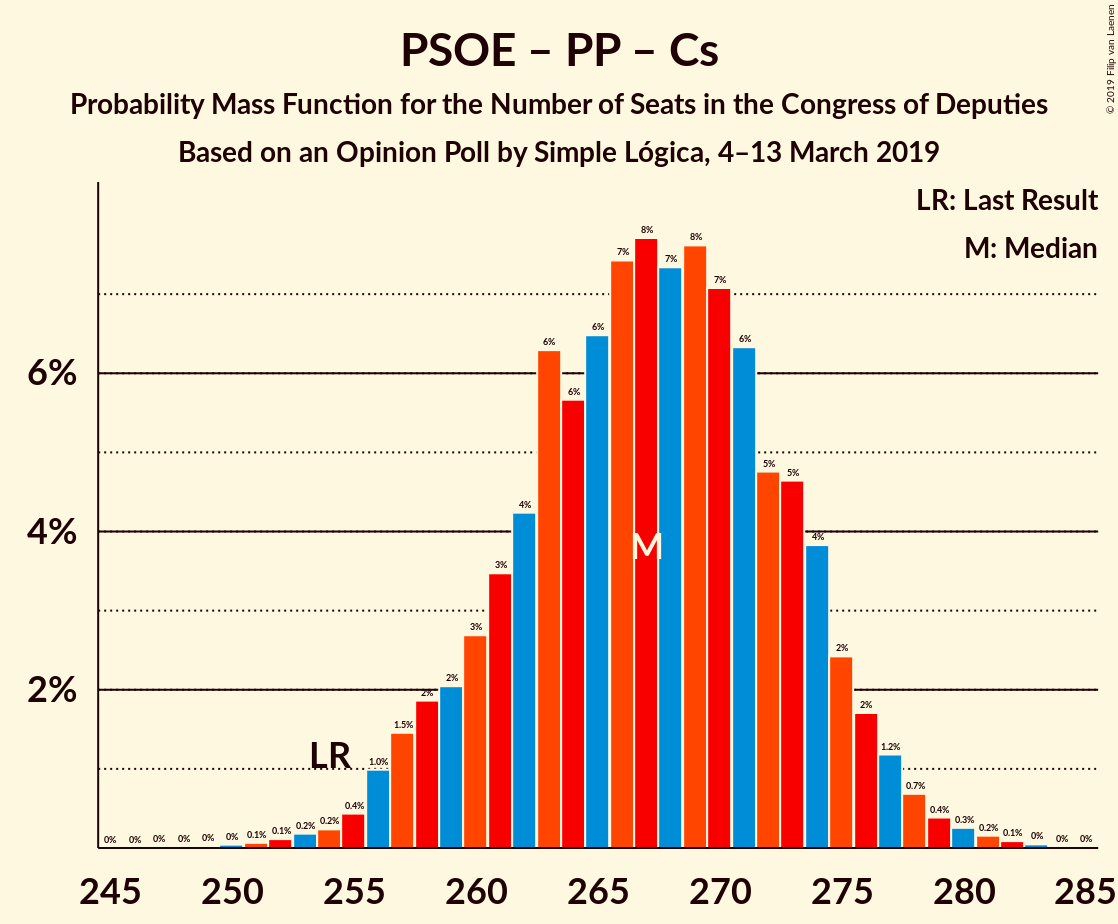 PSOE – PP – Cs
Probability Mass Function for the Number of Seats in the Congress of Deputies
Based on an Opinion Poll by Simple Lógica, 4–13 March 2019
© 2019 Filip van Laenen
LR: Last Result
M: Median
6%
4%
2%
0% 0% 0% 0% 0% 0% 0.1% 0.1% 0.2% 0.2% 0.4% 1.0% 1.5% 2% 2% 3% 3% 4% 6% 6% 6% 7% 8% 7% 8% 7% 6% 5% 5% 4% 2% 2% 1.2% 0.7% 0.4% 0.3% 0.2% 0.1% 0% 0% 0%
LR
M
245 250 255 260 265 270 275 280 285